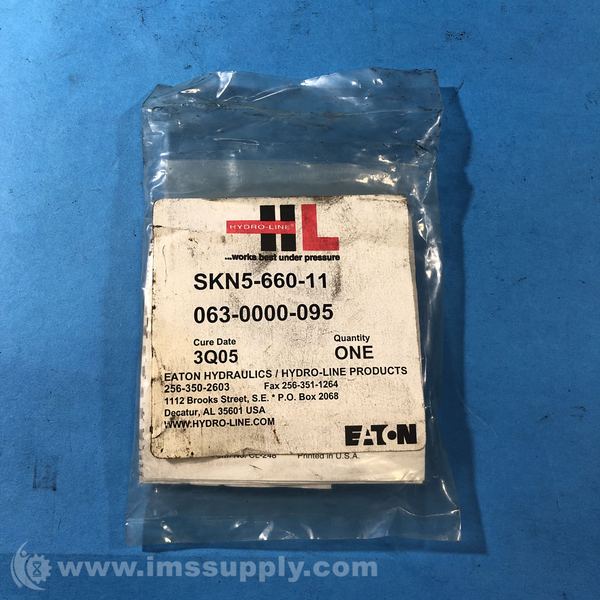 HYDRO-LINE®
HL
...works best under pressure
SKN5-660-11
063-0000-095
Cure Date Quantity
3Q05 ONE
EATON HYDRAULICS / HYDRO-LINE PRODUCTS
256-350-2603 Fax 256-351-1264
1112 Brooks Street, S.E. * P.O. Box 2068
Decatur, AL 35601 USA
WWW.HYDRO-LINE.COM
EATON
CL-248 Printed in U.S.A.
www.imssupply.com